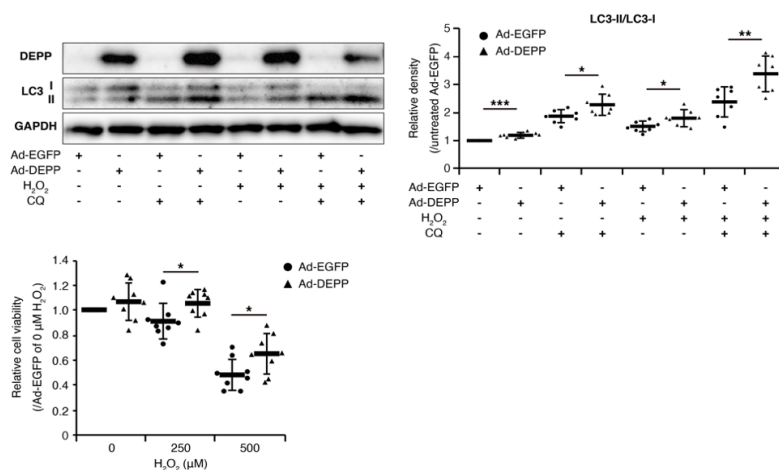 DEPP
LC3 I
II
GAPDH
Ad-EGFP + - + - + - + -
Ad-DEPP - + - + - + - +
H₂O₂ - - - - + + + +
CQ - - + + - - + +
LC3-II/LC3-I
Relative density
(/untreated Ad-EGFP)
5
4
3
2
1
0
● Ad-EGFP
▲ Ad-DEPP
***
*
*
**
Ad-EGFP + - + - + - + -
Ad-DEPP - + - + - + - +
H₂O₂ - - - - + + + +
CQ - - + + - - + +
Relative cell viability
(/Ad-EGFP of 0 μM H₂O₂)
1.4
1.2
1.0
0.8
0.6
0.4
0.2
0
● Ad-EGFP
▲ Ad-DEPP
*
*
0 250 500
H₂O₂ (μM)